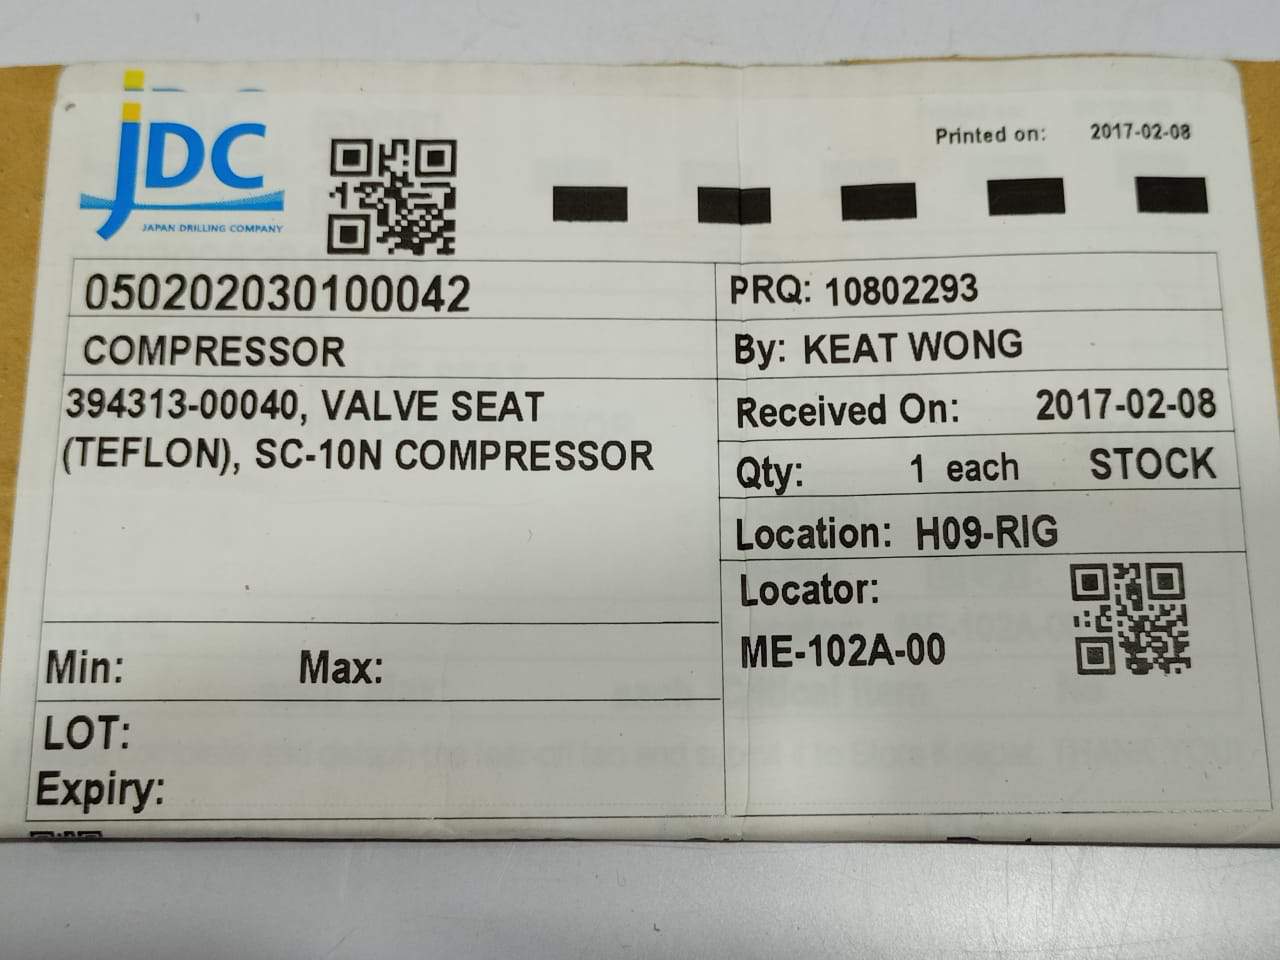 JDC
JAPAN DRILLING COMPANY
Printed on: 2017-02-08
050202030100042
COMPRESSOR
394313-00040, VALVE SEAT
(TEFLON), SC-10N COMPRESSOR
Min: Max:
LOT:
Expiry:
PRQ: 10802293
By: KEAT WONG
Received On: 2017-02-08
Qty: 1 each STOCK
Location: H09-RIG
Locator:
ME-102A-00